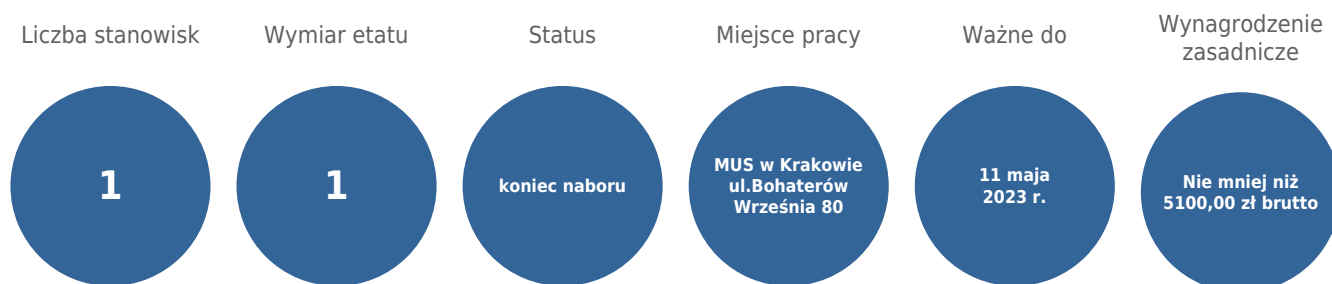 Liczba stanowisk
1
Wymiar etatu
1
Status
koniec naboru
Miejsce pracy
MUS w Krakowie
ul.Bohaterów
Września 80
Ważne do
11 maja
2023 r.
Wynagrodzenie
zasadnicze
Nie mniej niż
5100,00 zł brutto